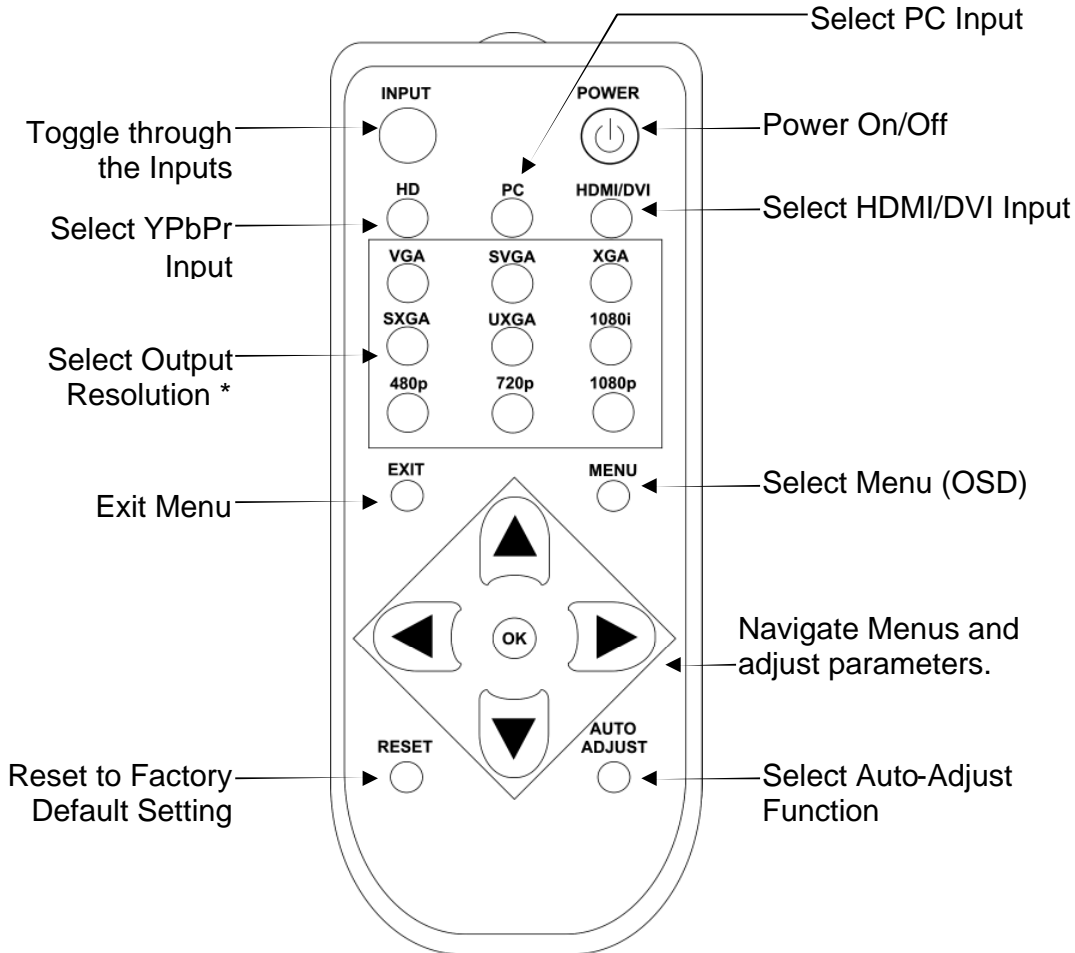 Select PC Input
INPUT
POWER
Toggle through
the Inputs
Power On/Off
HD
PC
HDMI/DVI
Select YPbPr
Input
Select HDMI/DVI Input
VGA
SVGA
XGA
SXGA
UXGA
1080i
Select Output
Resolution *
480p
720p
1080p
EXIT
MENU
Exit Menu
Select Menu (OSD)
OK
Navigate Menus and
adjust parameters.
RESET
AUTO
ADJUST
Reset to Factory
Default Setting
Select Auto-Adjust
Function